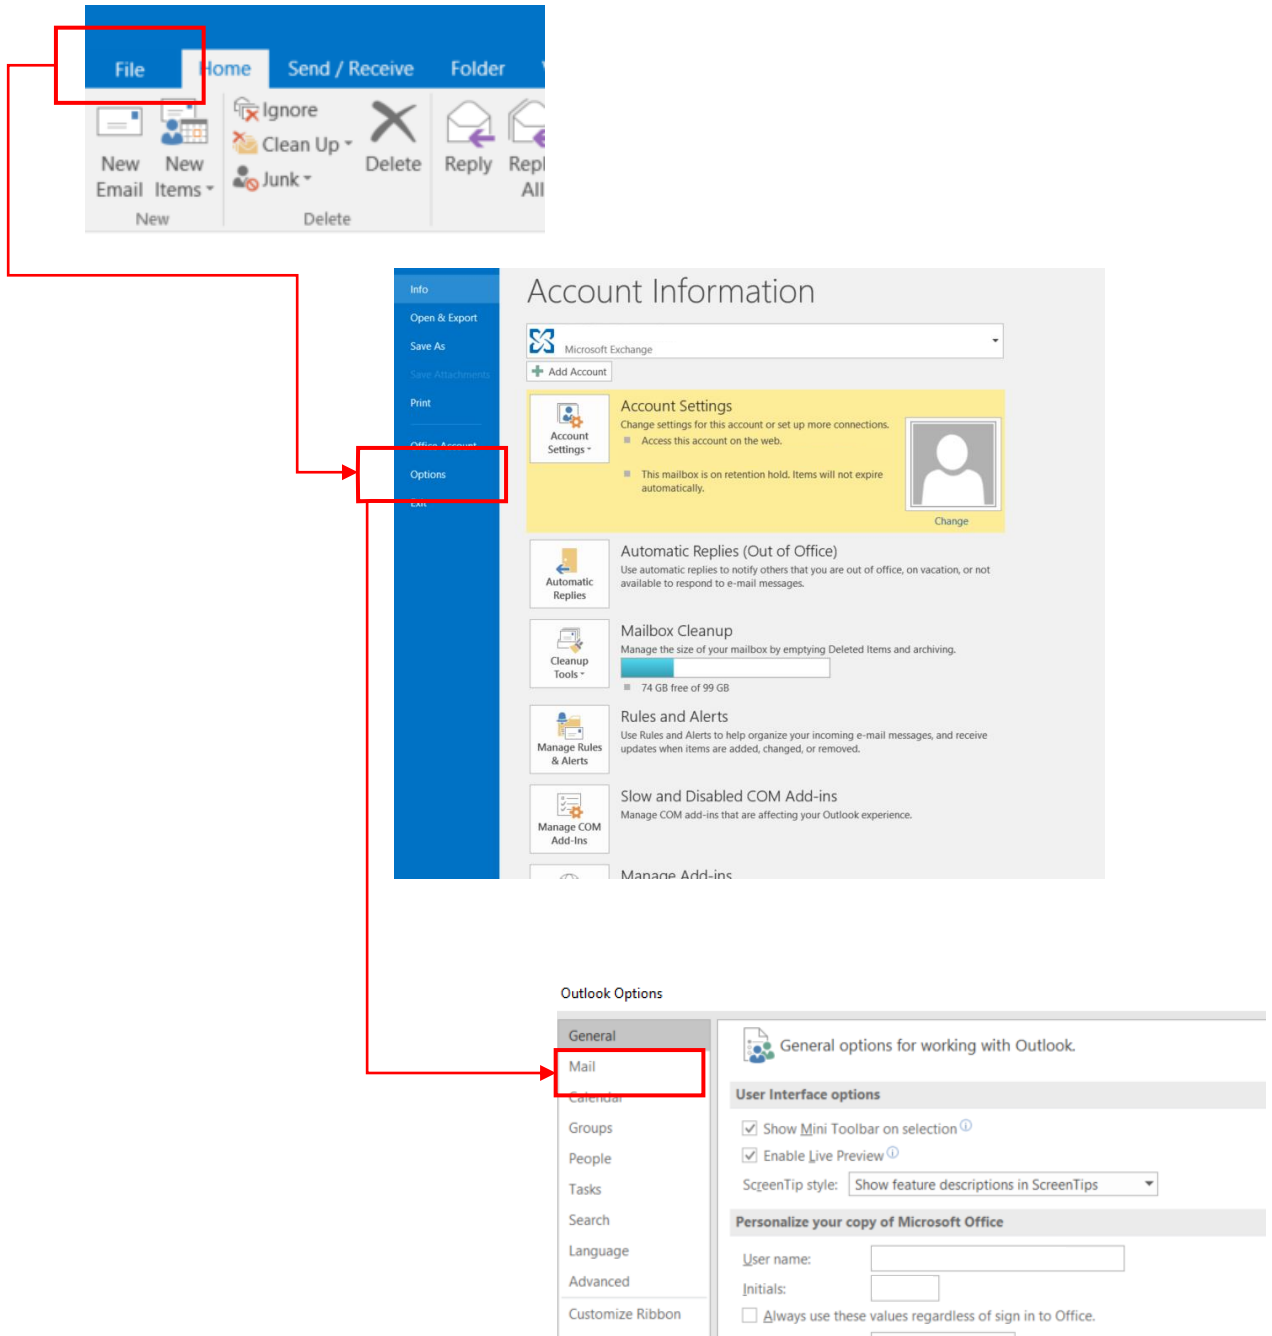 File Home Send / Receive Folder
Ignore
Clean Up
Junk
Delete
New Email
New Items
Reply
Repl
All
New
Delete
Info
Open & Export
Save As
Save Attachments
Print
Office Account
Options
Exit
Account Information
Microsoft Exchange
Add Account
Account Settings
Account Settings
Change settings for this account or set up more connections.
Access this account on the web.
This mailbox is on retention hold. Items will not expire
automatically.
Change
Automatic Replies
Automatic Replies (Out of Office)
Use automatic replies to notify others that you are out of office, on vacation, or not
available to respond to e-mail messages.
Cleanup Tools
Mailbox Cleanup
Manage the size of your mailbox by emptying Deleted Items and archiving.
74 GB free of 99 GB
Manage Rules & Alerts
Rules and Alerts
Use Rules and Alerts to help organize your incoming e-mail messages, and receive
updates when items are added, changed, or removed.
Manage COM Add-Ins
Slow and Disabled COM Add-ins
Manage COM add-ins that are affecting your Outlook experience.
Manage Add-ins
Outlook Options
General
Mail
Calendar
Groups
People
Tasks
Search
Language
Advanced
Customize Ribbon
General options for working with Outlook.
User Interface options
Show Mini Toolbar on selection
Enable Live Preview
ScreenTip style: Show feature descriptions in ScreenTips
Personalize your copy of Microsoft Office
User name:
Initials:
Always use these values regardless of sign in to Office.